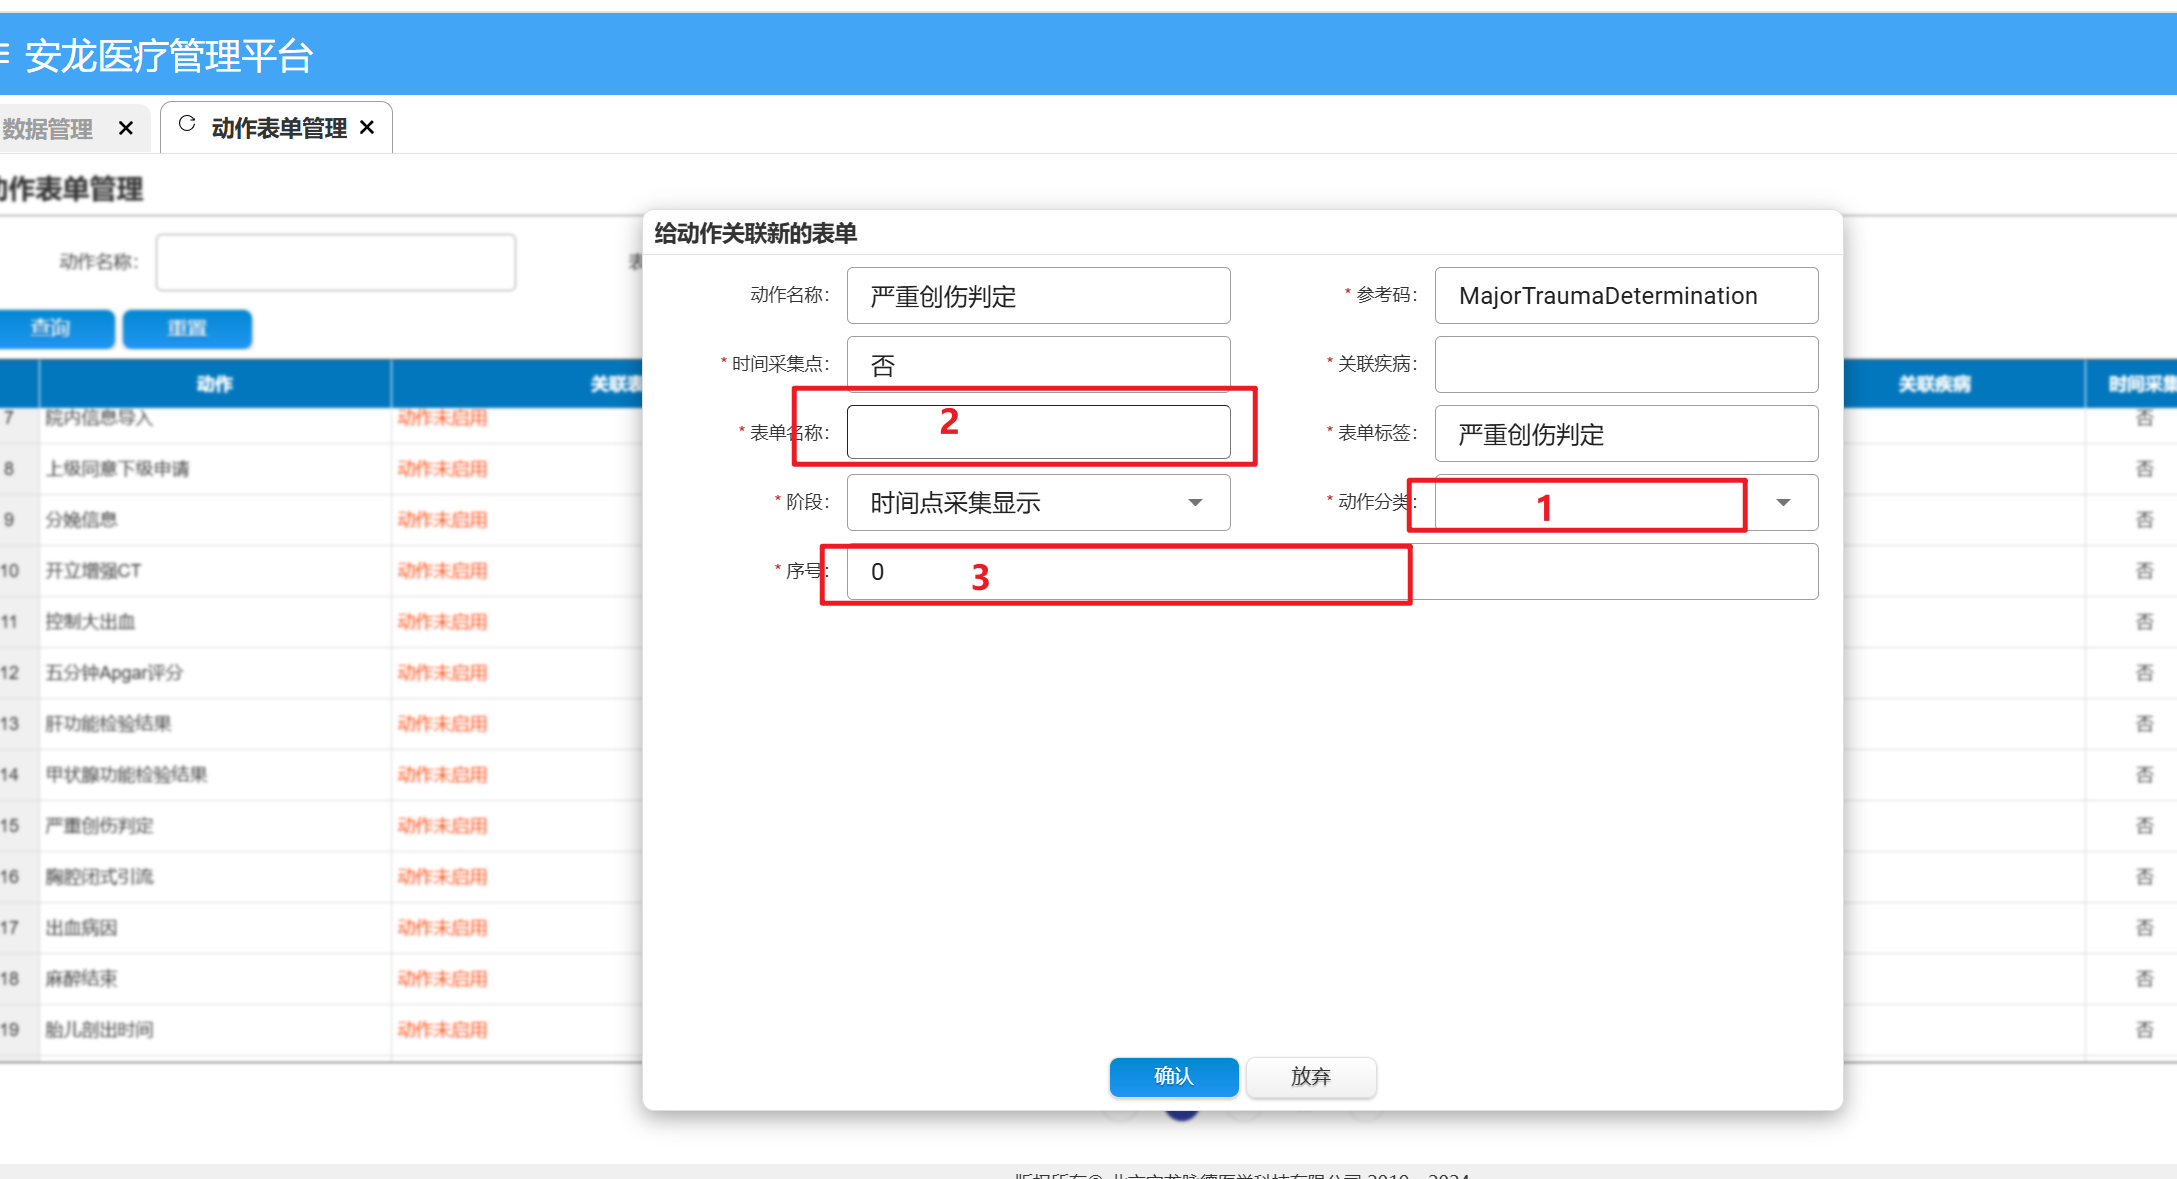 安龙医疗管理平台
数据管理 ×
动作表单管理 ×
动作表单管理
给动作关联新的表单
动作名称:
表
动作名称: 严重创伤判定
* 参考码: MajorTraumaDetermination
查询 重置
* 时间采集点: 否
* 关联疾病:
动作 关联表 关联疾病 时间采集
* 表单名称: 2
* 表单标签: 严重创伤判定
* 阶段: 时间点采集显示
* 动作分类: 1
* 序号: 0 3
7 院内信息导入 动作未启用 否
8 上级同意下级申请 动作未启用 否
9 分娩信息 动作未启用 否
10 开立增强CT 动作未启用 否
11 控制大出血 动作未启用 否
12 五分钟Apgar评分 动作未启用 否
13 肝功能检验结果 动作未启用 否
14 甲状腺功能检验结果 动作未启用 否
15 严重创伤判定 动作未启用 否
16 胸腔闭式引流 动作未启用 否
17 出血病因 动作未启用 否
18 麻醉结束 动作未启用 否
19 胎儿剖出时间 动作未启用 否
确认 放弃